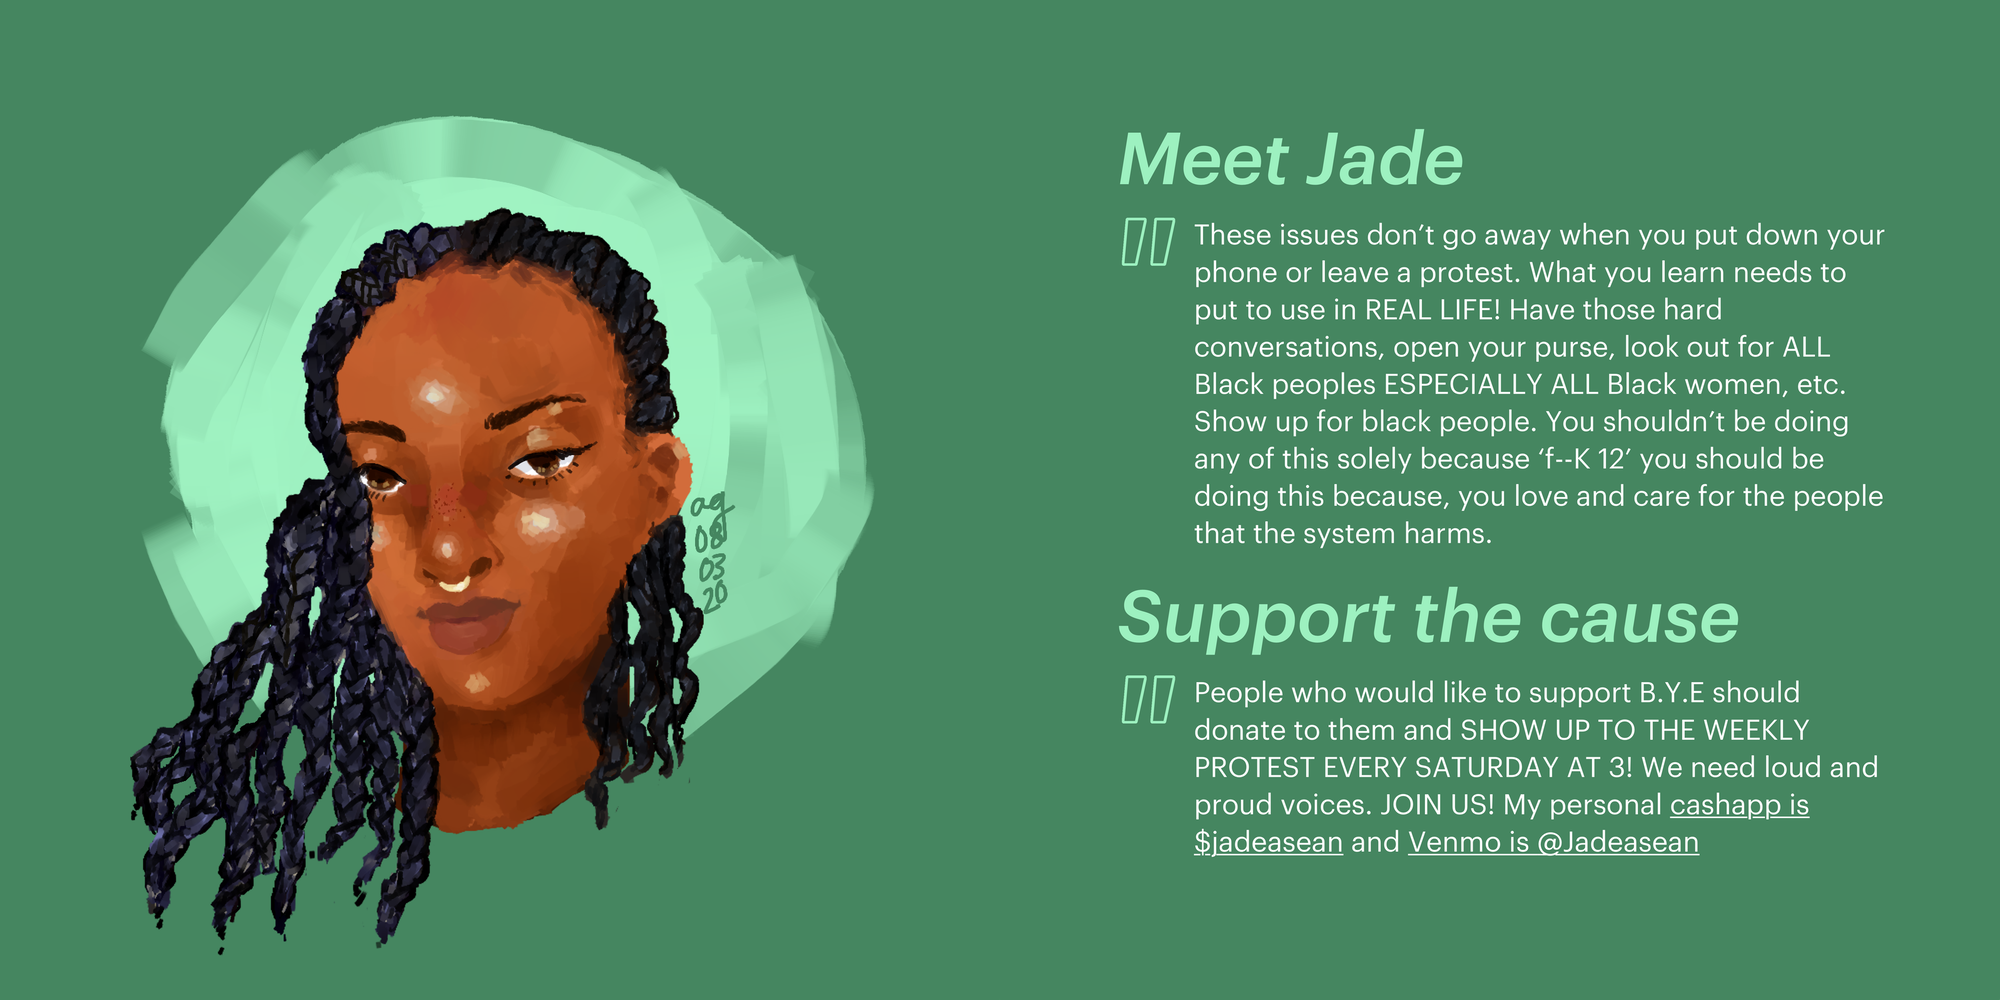 Meet Jade
These issues don’t go away when you put down your
phone or leave a protest. What you learn needs to
put to use in REAL LIFE! Have those hard
conversations, open your purse, look out for ALL
Black peoples ESPECIALLY ALL Black women, etc.
Show up for black people. You shouldn’t be doing
any of this solely because ‘f--K 12’ you should be
doing this because, you love and care for the people
that the system harms.
Support the cause
People who would like to support B.Y.E should
donate to them and SHOW UP TO THE WEEKLY
PROTEST EVERY SATURDAY AT 3! We need loud and
proud voices. JOIN US! My personal cashapp is
$jadeasean and Venmo is @Jadeasean
ag
08
03
20